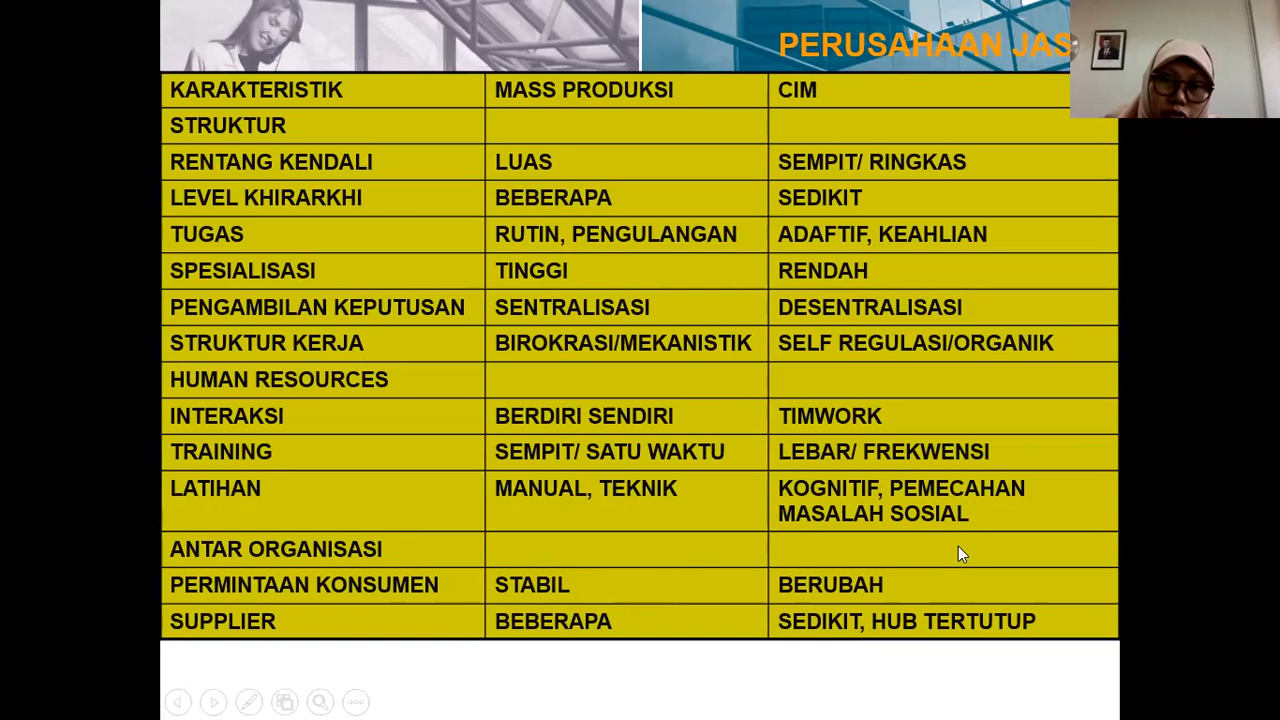 PERUSAHAAN JAS
KARAKTERISTIK MASS PRODUKSI CIM
STRUKTUR
RENTANG KENDALI LUAS SEMPIT/ RINGKAS
LEVEL KHIRARKHI BEBERAPA SEDIKIT
TUGAS RUTIN, PENGULANGAN ADAFTIF, KEAHLIAN
SPESIALISASI TINGGI RENDAH
PENGAMBILAN KEPUTUSAN SENTRALISASI DESENTRALISASI
STRUKTUR KERJA BIROKRASI/MEKANISTIK SELF REGULASI/ORGANIK
HUMAN RESOURCES
INTERAKSI BERDIRI SENDIRI TIMWORK
TRAINING SEMPIT/ SATU WAKTU LEBAR/ FREKWENSI
LATIHAN MANUAL, TEKNIK KOGNITIF, PEMECAHAN
MASALAH SOSIAL
ANTAR ORGANISASI
PERMINTAAN KONSUMEN STABIL BERUBAH
SUPPLIER BEBERAPA SEDIKIT, HUB TERTUTUP